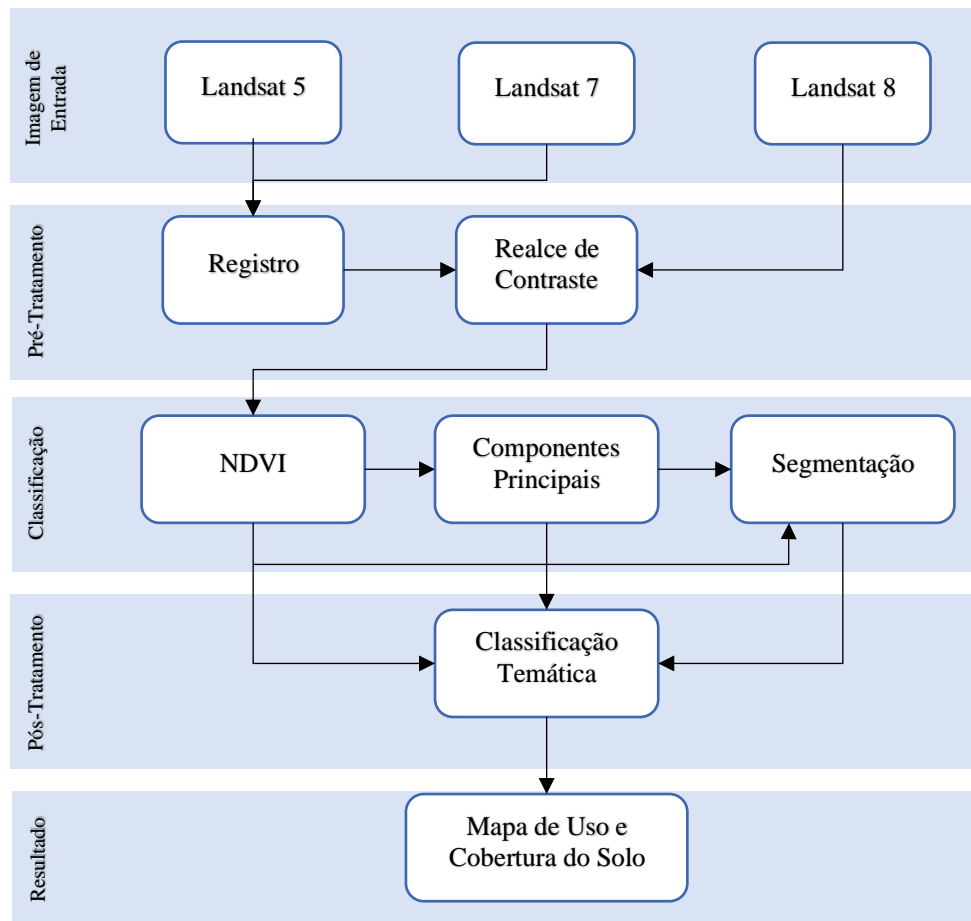 Imagem de
Entrada
Landsat 5
Landsat 7
Landsat 8
Pré-Tratamento
Registro
Realce de
Contraste
Classificação
NDVI
Componentes
Principais
Segmentação
Pós-Tratamento
Classificação
Temática
Resultado
Mapa de Uso e
Cobertura do Solo